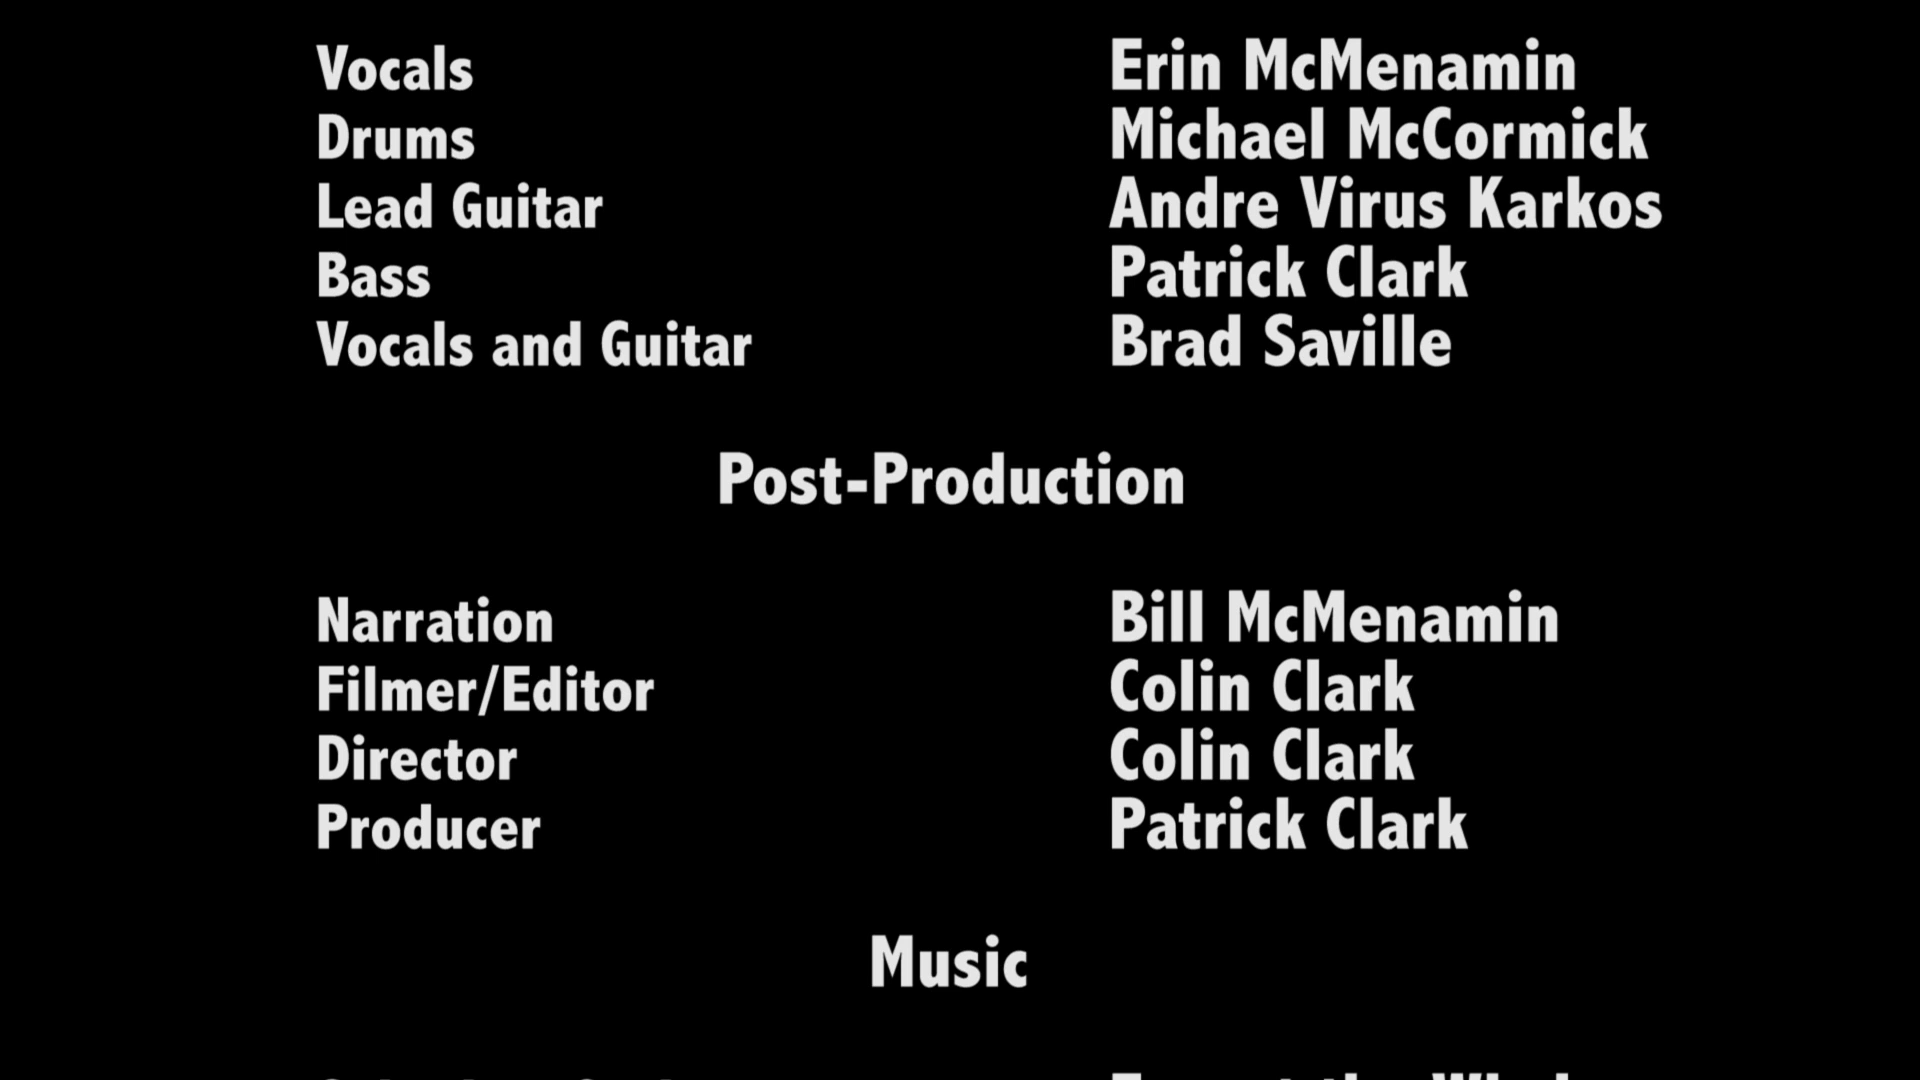 Vocals Erin McMenamin
Drums Michael McCormick
Lead Guitar Andre Virus Karkos
Bass Patrick Clark
Vocals and Guitar Brad Saville
Post-Production
Narration Bill McMenamin
Filmer/Editor Colin Clark
Director Colin Clark
Producer Patrick Clark
Music